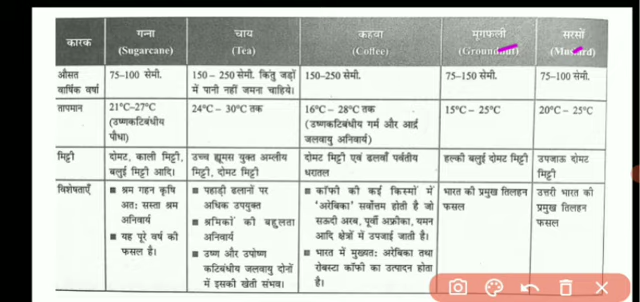 कारक
गन्ना
(Sugarcane)
चाय
(Tea)
कहवा
(Coffee)
मूगफली
(Groundnut)
सरसों
(Mustard)
औसत
वार्षिक वर्षा
75-100 सेमी.
150 – 250 सेमी. किंतु जड़ों
में पानी नहीं जमना चाहिये।
150-250 सेमी.
75-150 सेमी.
75-100 सेमी.
तापमान
21°C-27°C
(उष्णकटिबंधीय
पौधा)
24°C – 30°C तक
16°C – 28°C तक
(उष्णकटिबंधीय गर्म और आर्द्र
जलवायु अनिवार्य)
15°C – 25°C
20°C – 25°C
मिट्टी
दोमट, काली मिट्टी,
बलुई मिट्टी आदि।
उच्च ह्यूमस युक्त अम्लीय
मिट्टी, दोमट मिट्टी
दोमट मिट्टी एवं ढलवाँ पर्वतीय
धरातल
हल्की बलुई दोमट मिट्टी
उपजाऊ दोमट
मिट्टी
विशेषताएँ
■ श्रम गहन कृषि
अतः सस्ता श्रम
अनिवार्य
■ यह पूरे वर्ष की
फसल है।
■ पहाड़ी ढलानों पर
अधिक उपयुक्त
■ श्रमिकों की बहुलता
अनिवार्य
■ उष्ण और उपोष्ण
कटिबंधीय जलवायु दोनों
में इसकी खेती संभव।
■ कॉफी की कई किस्मों में
'अरेबिका' सर्वोत्तम होती है जो
सऊदी अरब, पूर्वी अफ्रीका, यमन
आदि क्षेत्रों में उपजाई जाती है।
■ भारत में मुख्यतः अरेबिका तथा
रोबस्टा कॉफी का उत्पादन होता
है।
भारत की प्रमुख तिलहन
फसल
उत्तरी भारत की
प्रमुख तिलहन
फसल